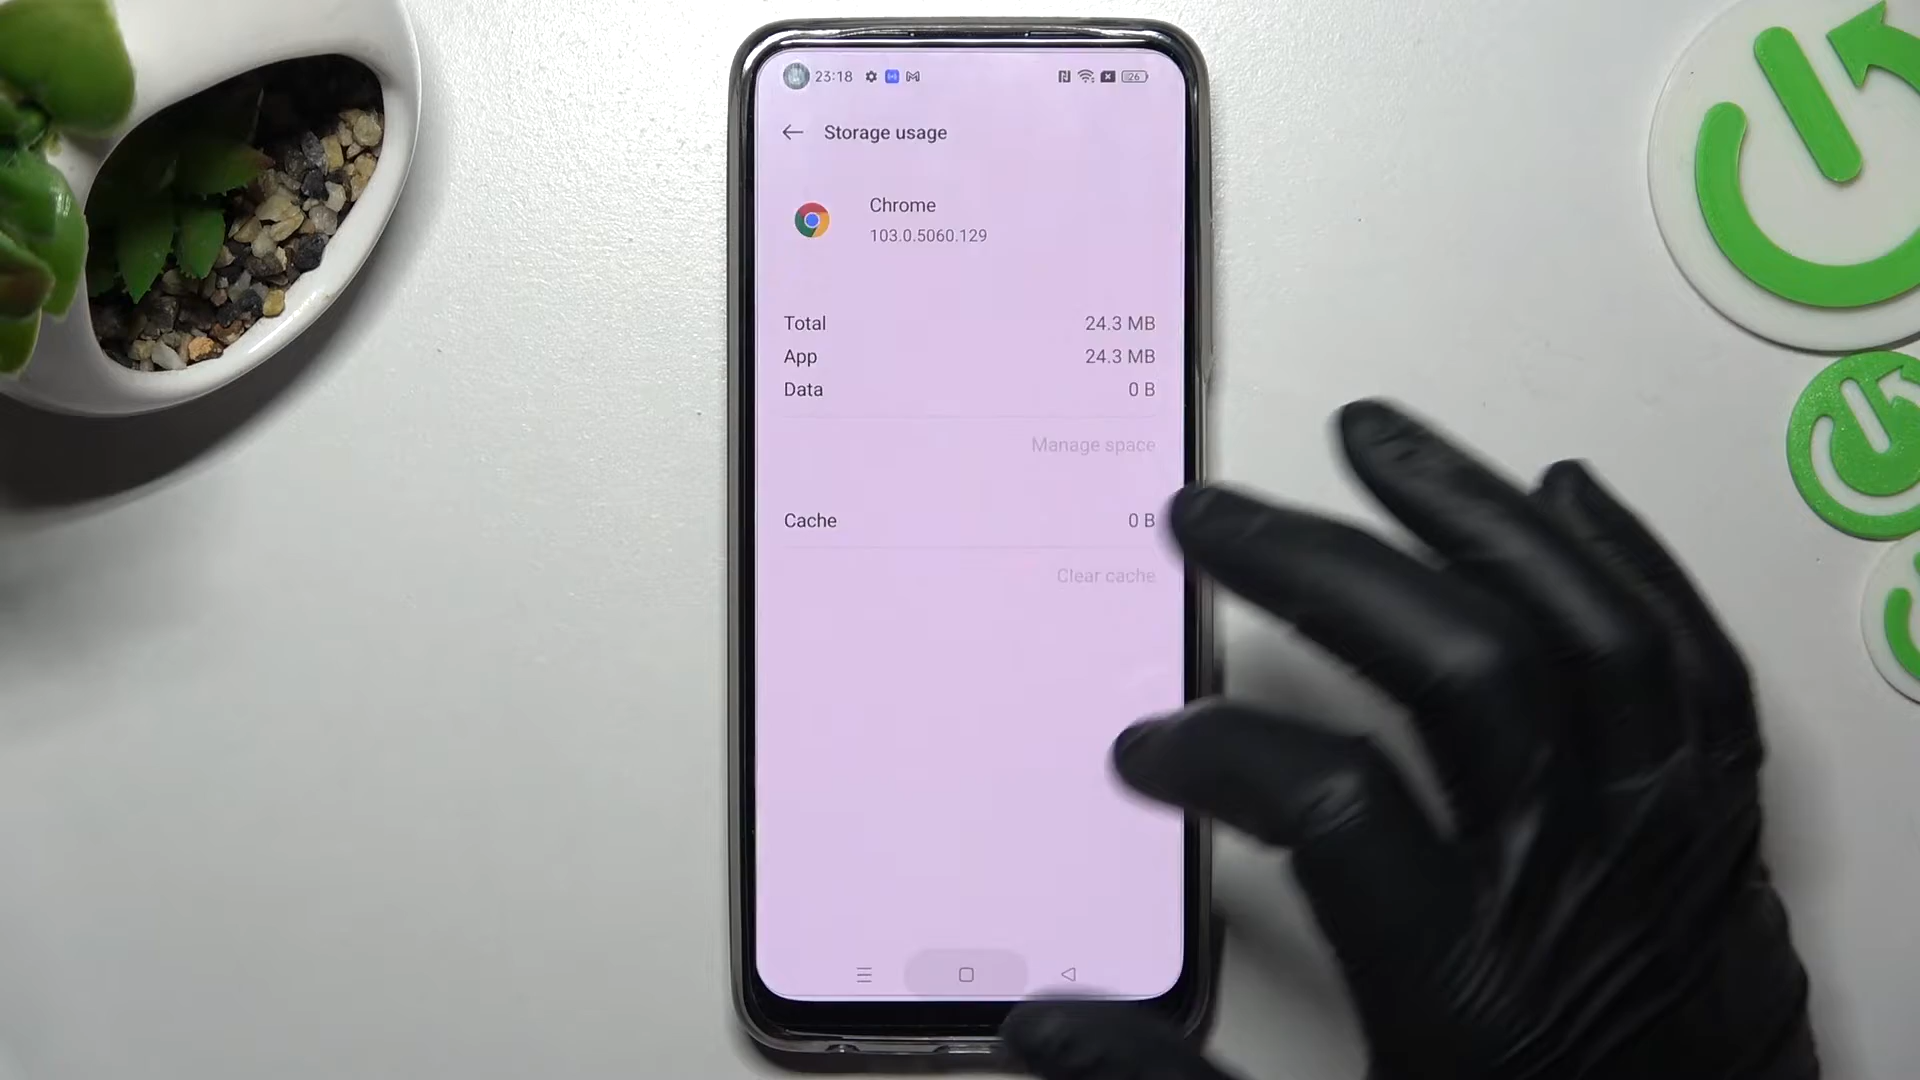 23:18
26
Storage usage
Chrome
103.0.5060.129
Total 24.3 MB
App 24.3 MB
Data 0 B
Manage space
Cache 0 B
Clear cache